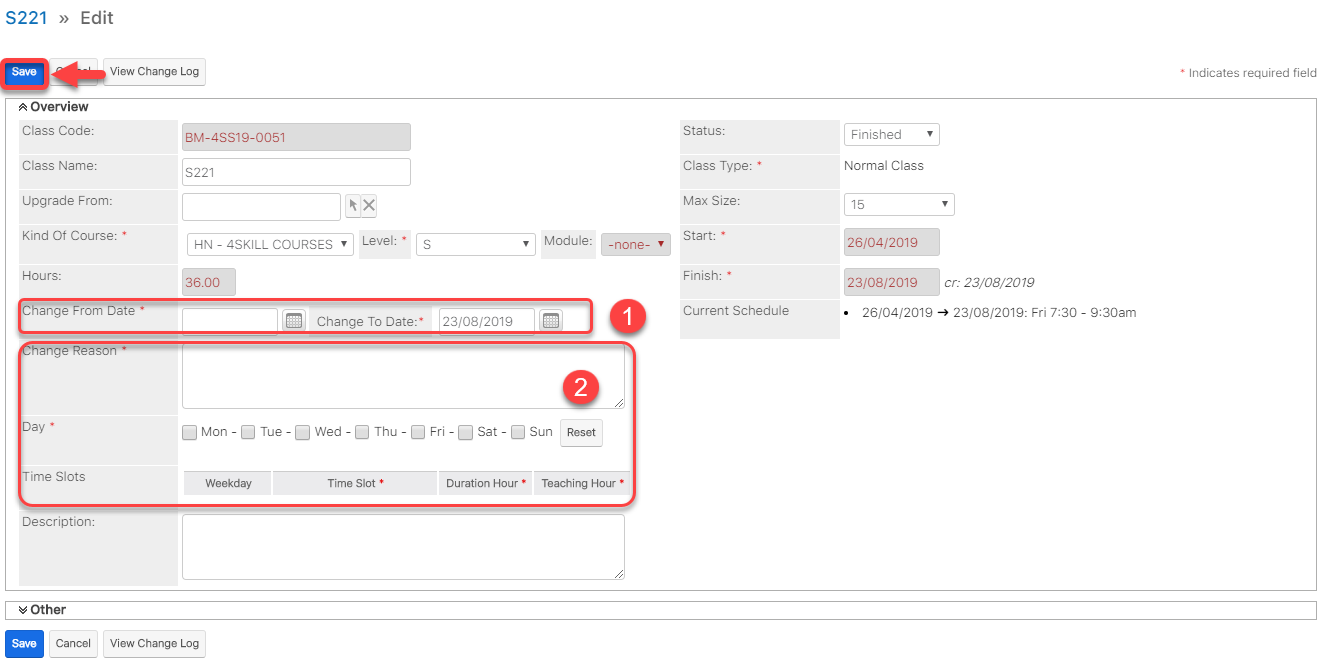 S221 » Edit
Save Cancel View Change Log
* Indicates required field
Overview
Class Code: BM-4SS19-0051 Status: Finished
Class Name: S221 Class Type: * Normal Class
Upgrade From: Max Size: 15
Kind Of Course: * HN - 4SKILL COURSES Level: * S Module: -none- Start: * 26/04/2019
Hours: 36.00 Finish: * 23/08/2019 cr: 23/08/2019
Change From Date * Change To Date:* 23/08/2019 1 Current Schedule • 26/04/2019 ➔ 23/08/2019: Fri 7:30 - 9:30am
Change Reason *
2
Day * Mon - Tue - Wed - Thu - Fri - Sat - Sun Reset
Time Slots Weekday Time Slot * Duration Hour * Teaching Hour *
Description:
Other
Save Cancel View Change Log